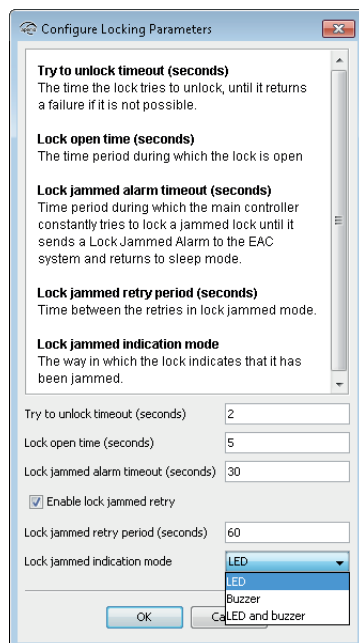 Configure Locking Parameters
Try to unlock timeout (seconds)
The time the lock tries to unlock, until it returns
a failure if it is not possible.
Lock open time (seconds)
The time period during which the lock is open
Lock jammed alarm timeout (seconds)
Time period during which the main controller
constantly tries to lock a jammed lock until it
sends a Lock Jammed Alarm to the EAC
system and returns to sleep mode.
Lock jammed retry period (seconds)
Time between the retries in lock jammed mode.
Lock jammed indication mode
The way in which the lock indicates that it has
been jammed.
Try to unlock timeout (seconds) 2
Lock open time (seconds) 5
Lock jammed alarm timeout (seconds) 30
Enable lock jammed retry
Lock jammed retry period (seconds) 60
Lock jammed indication mode LED
LED
Buzzer
LED and buzzer
OK Ca